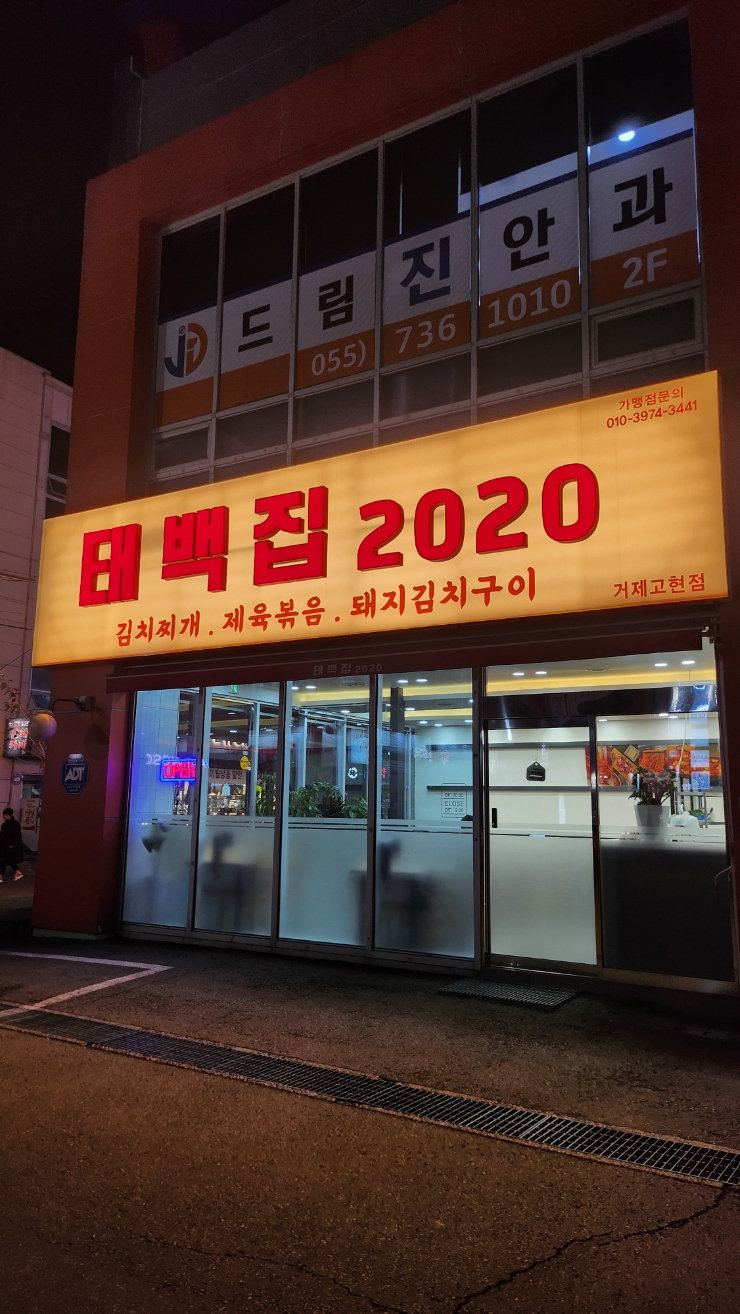 드림진안과
055) 736 1010 2F
가맹점문의
010-3974-3441
태백집 2020
김치찌개 . 제육볶음 . 돼지김치구이
거제고현점
태백집 2020
OPEN
ADT
CLOSE